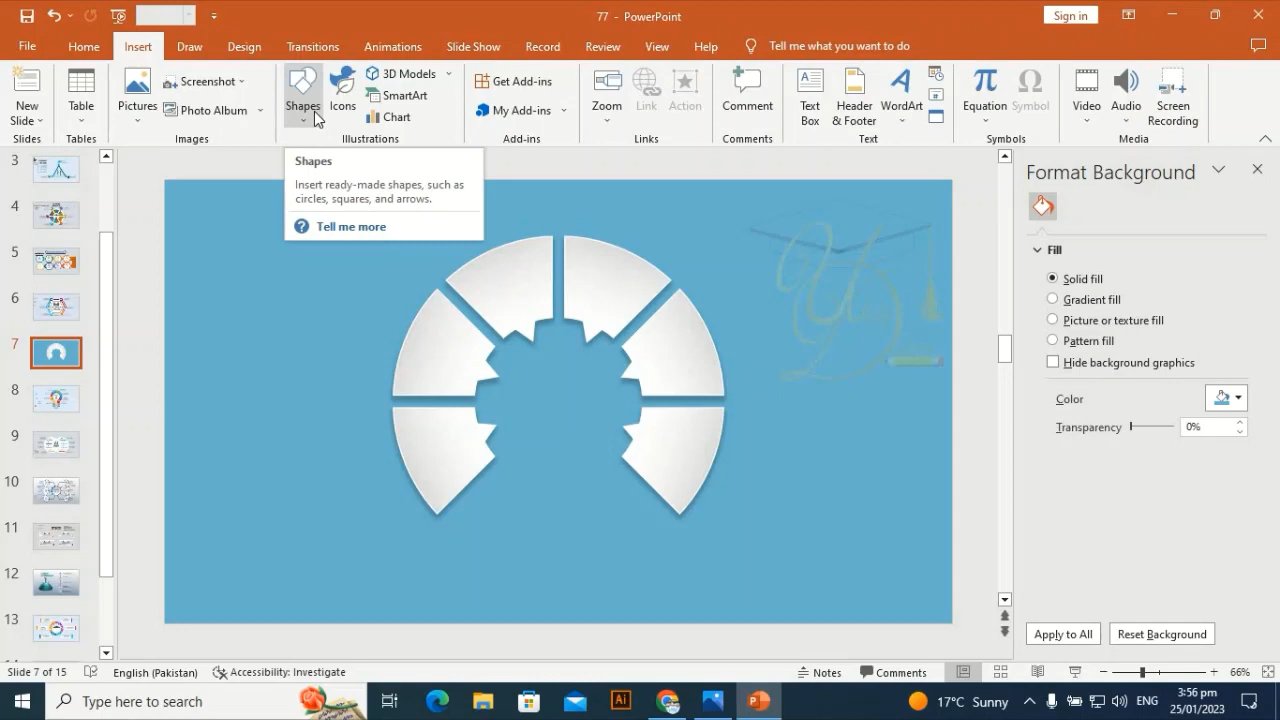 77 - PowerPoint
Sign in
File
Home
Insert
Draw
Design
Transitions
Animations
Slide Show
Record
Review
View
Help
Tell me what you want to do
New
Slide
Table
Pictures
Screenshot
Photo Album
Shapes
Icons
3D Models
SmartArt
Chart
Get Add-ins
My Add-ins
Zoom
Link
Action
Comment
Text
Box
Header
& Footer
WordArt
Equation
Symbol
Video
Audio
Screen
Recording
Slides
Tables
Images
Illustrations
Add-ins
Links
Comments
Text
Symbols
Media
Shapes
Insert ready-made shapes, such as
circles, squares, and arrows.
Tell me more
3
4
5
6
7
8
9
10
11
12
13
Format Background
Fill
Solid fill
Gradient fill
Picture or texture fill
Pattern fill
Hide background graphics
Color
Transparency
0%
Apply to All
Reset Background
Slide 7 of 15
English (Pakistan)
Accessibility: Investigate
Notes
Comments
66%
Type here to search
Ai
17°C Sunny
ENG
3:56 pm
25/01/2023